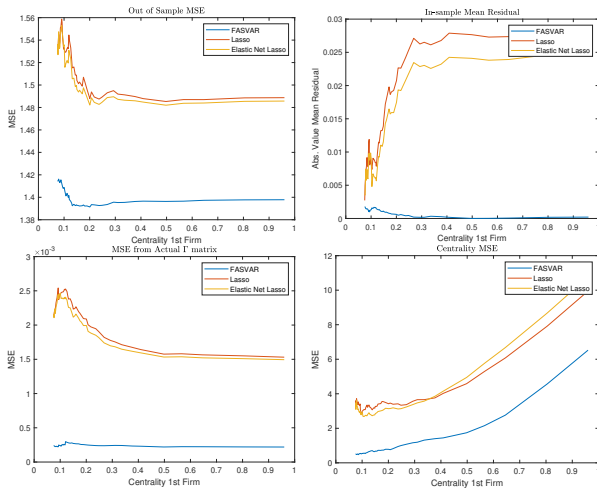 Out of Sample MSE
1.56
1.54
1.52
1.5
1.48
1.46
1.44
1.42
1.4
1.38
MSE
FASVAR
Lasso
Elastic Net Lasso
0 0.1 0.2 0.3 0.4 0.5 0.6 0.7 0.8 0.9 1
Centrality 1st Firm
In-sample Mean Residual
0.03
0.025
0.02
0.015
0.01
0.005
0
Abs. Value Mean Residual
FASVAR
Lasso
Elastic Net Lasso
0 0.1 0.2 0.3 0.4 0.5 0.6 0.7 0.8 0.9 1
Centrality 1st Firm
MSE from Actual Γ matrix
×10⁻³
3
2.5
2
1.5
1
0.5
0
MSE
FASVAR
Lasso
Elastic Net Lasso
0 0.1 0.2 0.3 0.4 0.5 0.6 0.7 0.8 0.9 1
Centrality 1st Firm
Centrality MSE
12
10
8
6
4
2
0
MSE
FASVAR
Lasso
Elastic Net Lasso
0 0.1 0.2 0.3 0.4 0.5 0.6 0.7 0.8 0.9 1
Centrality 1st Firm